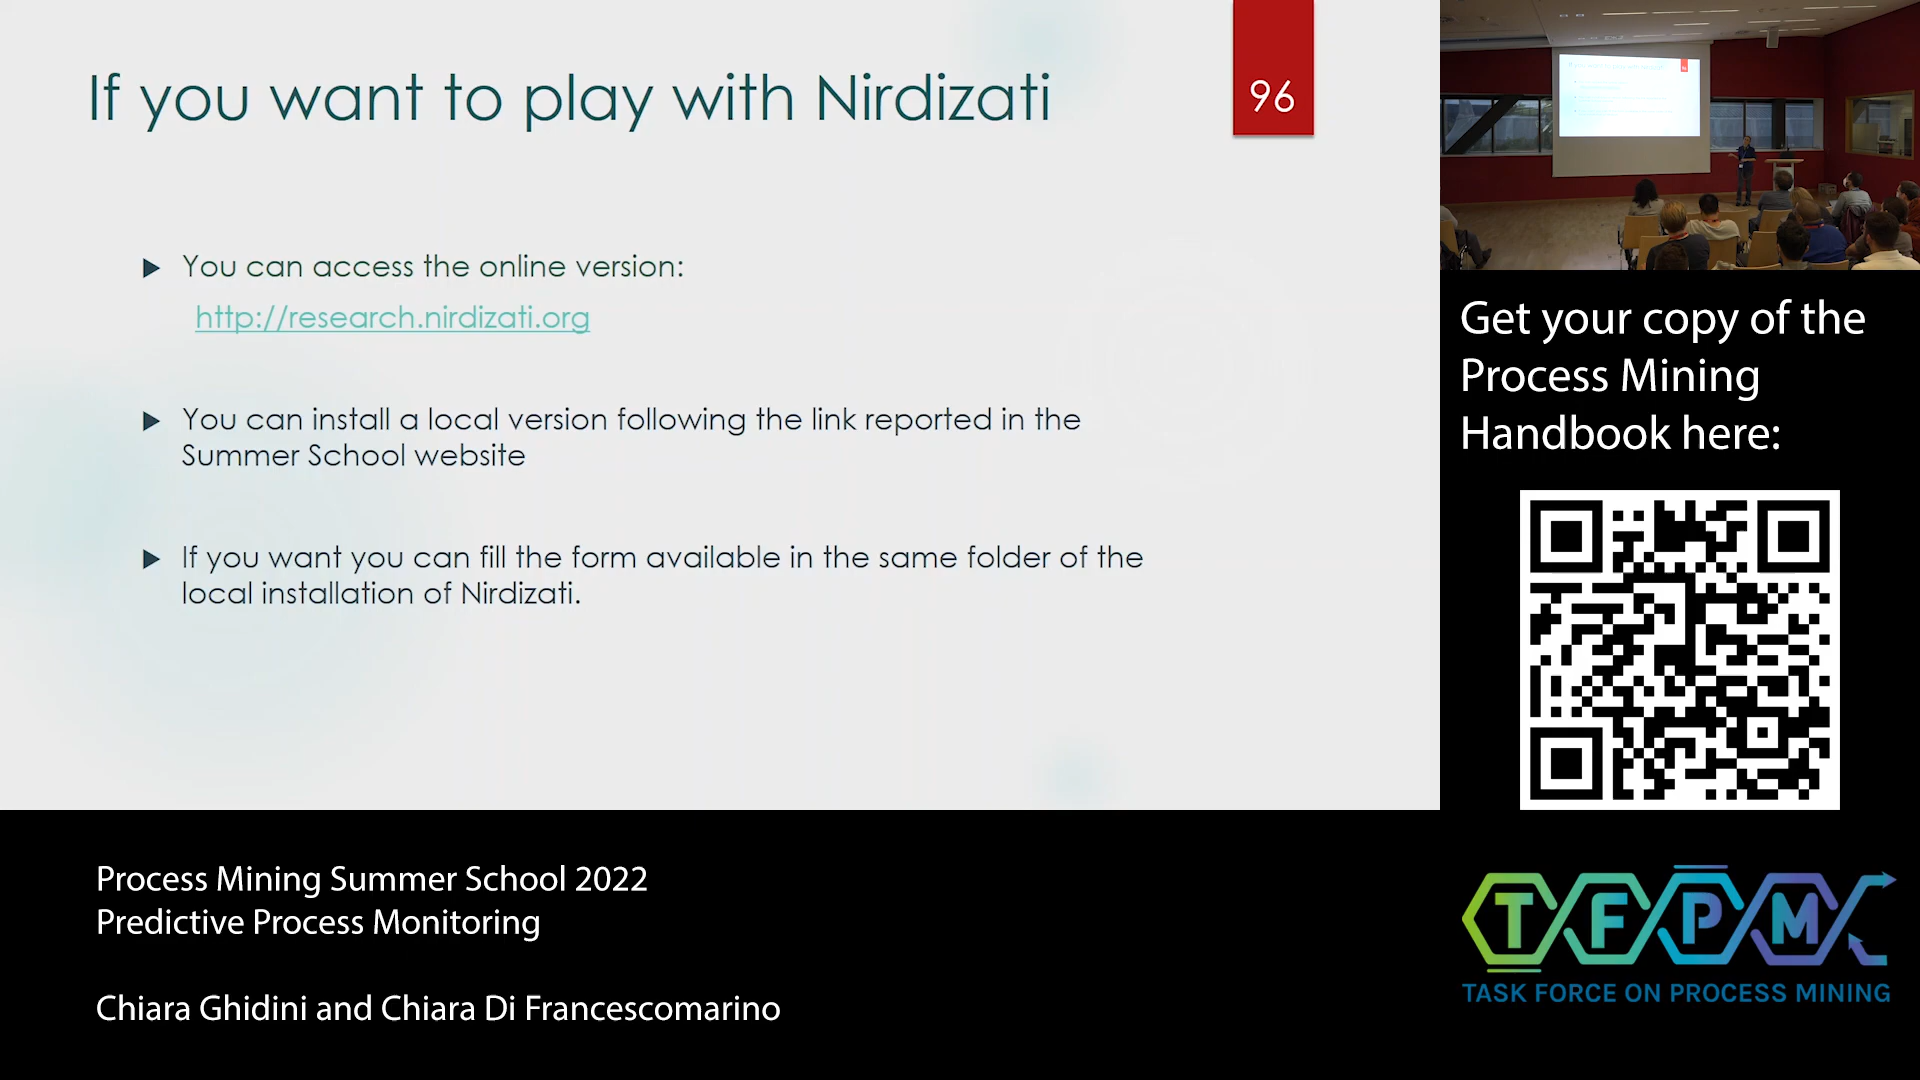 If you want to play with Nirdizati
96
You can access the online version:
http://research.nirdizati.org
You can install a local version following the link reported in the
Summer School website
If you want you can fill the form available in the same folder of the
local installation of Nirdizati.
Get your copy of the
Process Mining
Handbook here:
Process Mining Summer School 2022
Predictive Process Monitoring
Chiara Ghidini and Chiara Di Francescomarino
TFPM
TASK FORCE ON PROCESS MINING